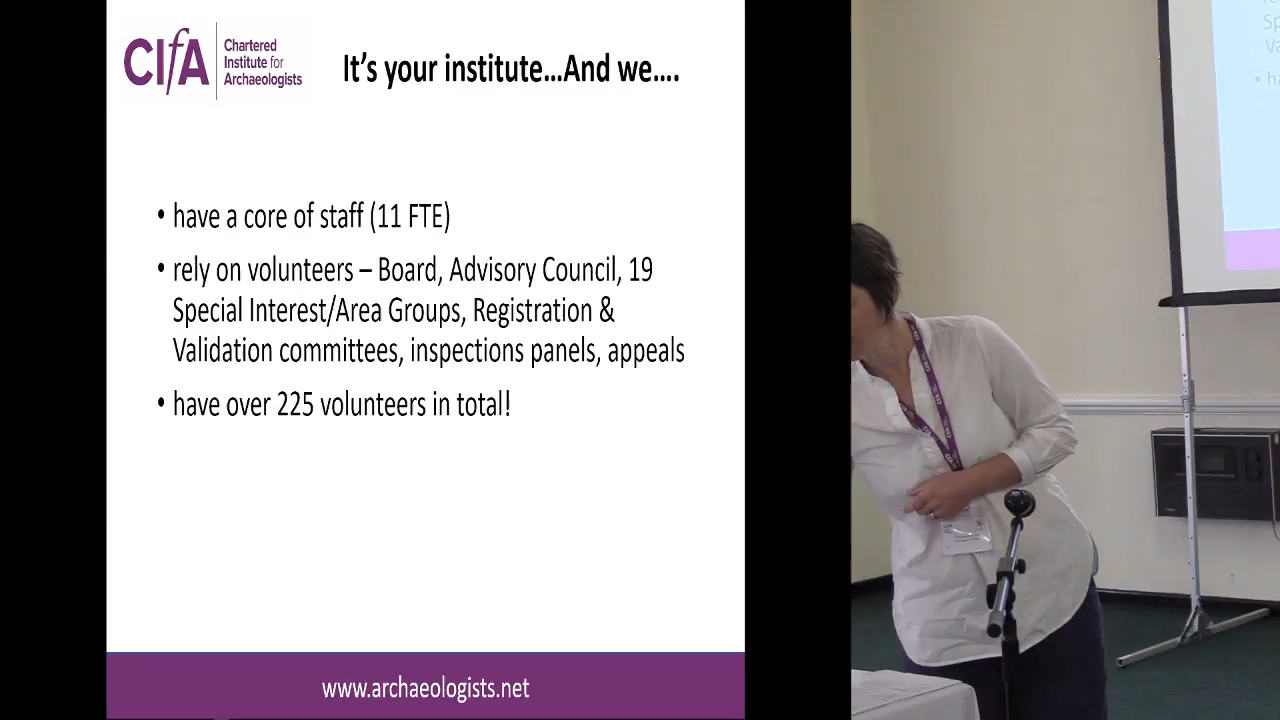 CIfA
Chartered
Institute for
Archaeologists
It's your institute...And we....
• have a core of staff (11 FTE)
• rely on volunteers – Board, Advisory Council, 19
Special Interest/Area Groups, Registration &
Validation committees, inspections panels, appeals
• have over 225 volunteers in total!
www.archaeologists.net